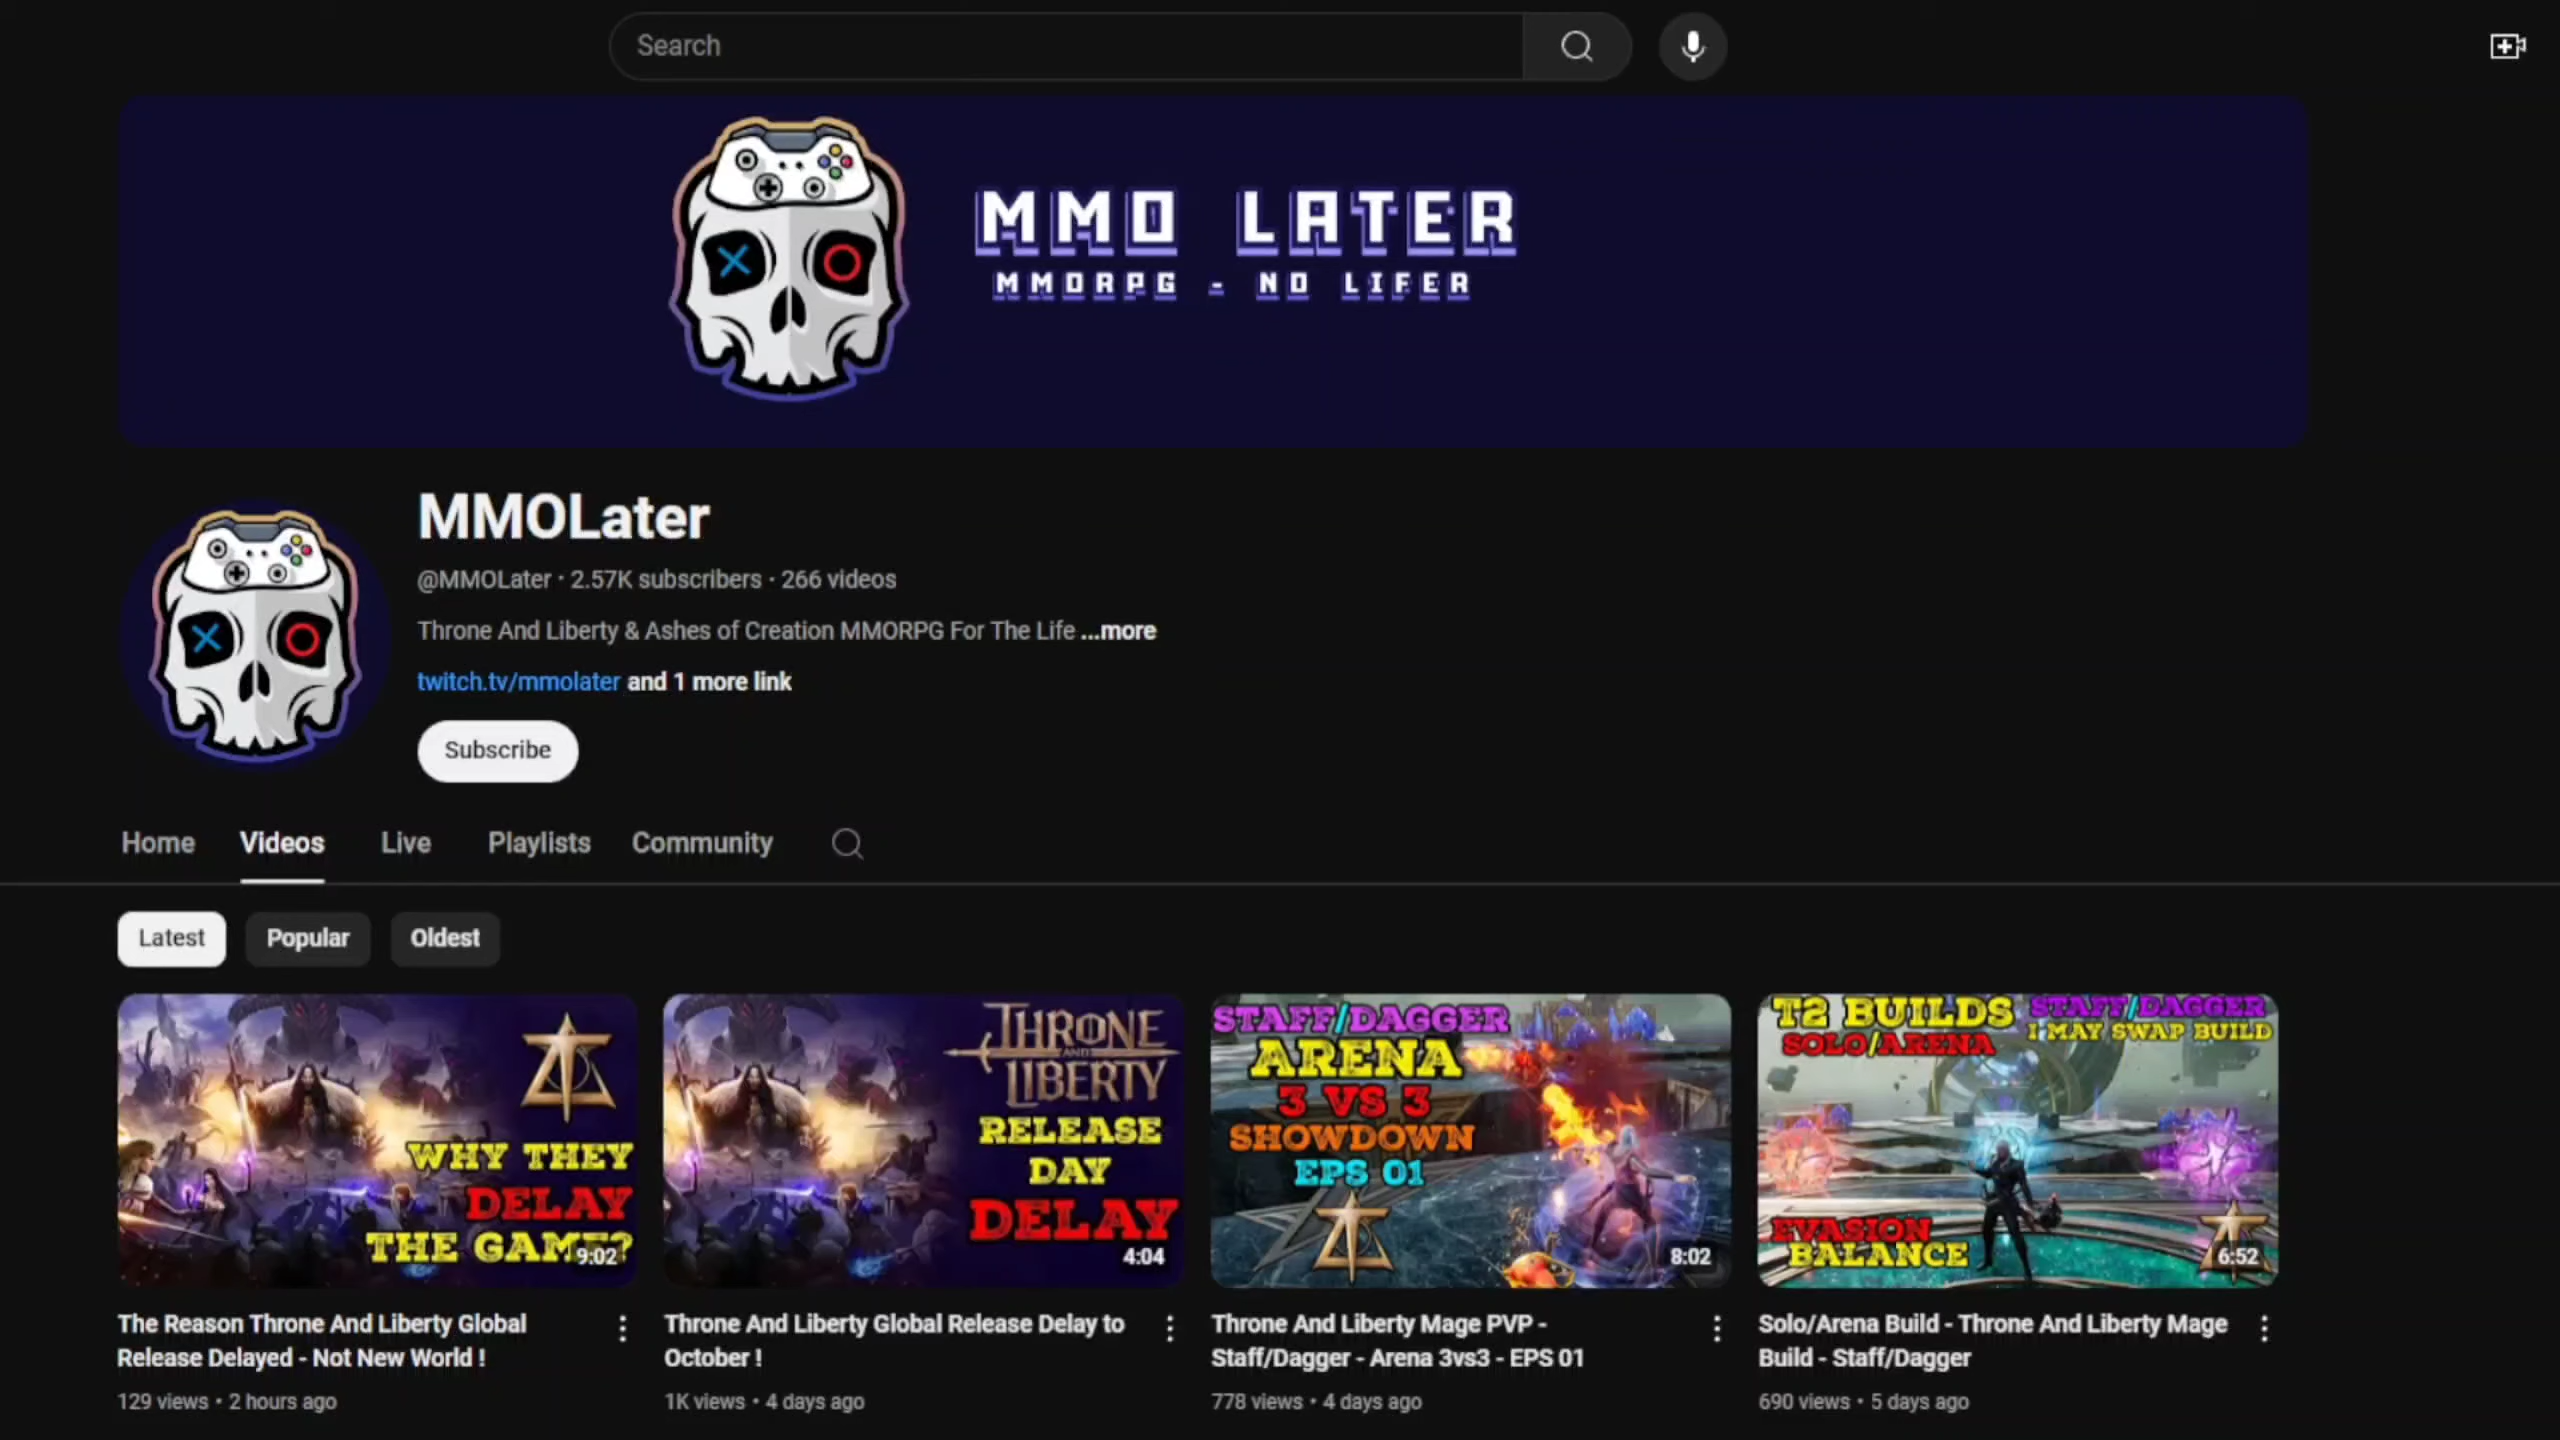 Search
MMO LATER
MMORPG - NO LIFER
MMOLater
@MMOLater · 2.57K subscribers · 266 videos
Throne And Liberty & Ashes of Creation MMORPG For The Life ...more
twitch.tv/mmolater and 1 more link
Subscribe
Home Videos Live Playlists Community
Latest Popular Oldest
WHY THEY
DELAY
THE GAME?
9:02
THRONE
AND
LIBERTY
RELEASE
DAY
DELAY
4:04
STAFF/DAGGER
ARENA
3 VS 3
SHOWDOWN
EPS 01
8:02
T2 BUILDS
SOLO/ARENA
STAFF/DAGGER
I MAY SWAP BUILD
EVASION
BALANCE
6:52
The Reason Throne And Liberty Global
Release Delayed - Not New World !
129 views · 2 hours ago
Throne And Liberty Global Release Delay to
October !
1K views · 4 days ago
Throne And Liberty Mage PVP -
Staff/Dagger - Arena 3vs3 - EPS 01
778 views · 4 days ago
Solo/Arena Build - Throne And Liberty Mage
Build - Staff/Dagger
690 views · 5 days ago